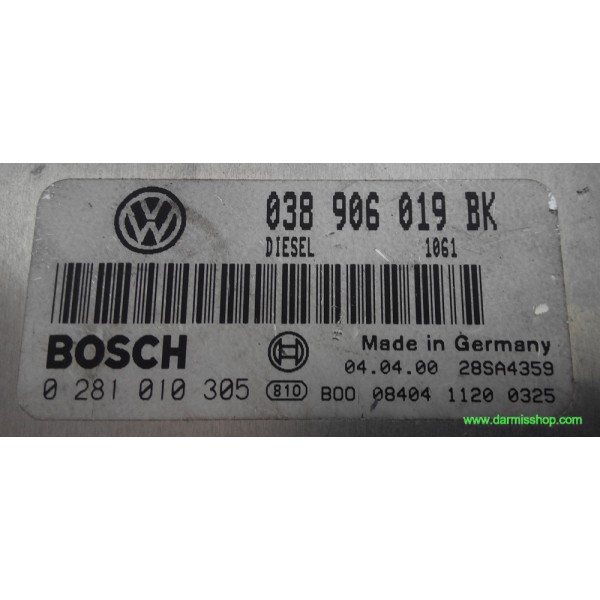 038 906 019 BK
DIESEL 1061
BOSCH Made in Germany
04.04.00 28SA4359
0 281 010 305 810 B00 08404 1120 0325
www.darmisshop.com